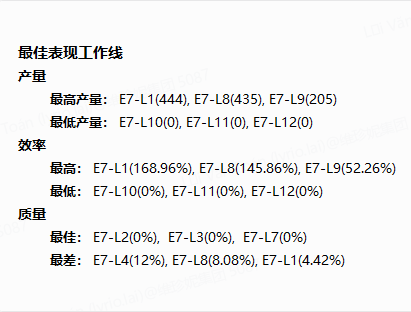 最佳表现工作线
产量
最高产量： E7-L1(444), E7-L8(435), E7-L9(205)
最低产量： E7-L10(0), E7-L11(0), E7-L12(0)
效率
最高： E7-L1(168.96%), E7-L8(145.86%), E7-L9(52.26%)
最低： E7-L10(0%), E7-L11(0%), E7-L12(0%)
质量
最佳： E7-L2(0%),  E7-L3(0%),  E7-L7(0%)
最差： E7-L4(12%), E7-L8(8.08%), E7-L1(4.42%)